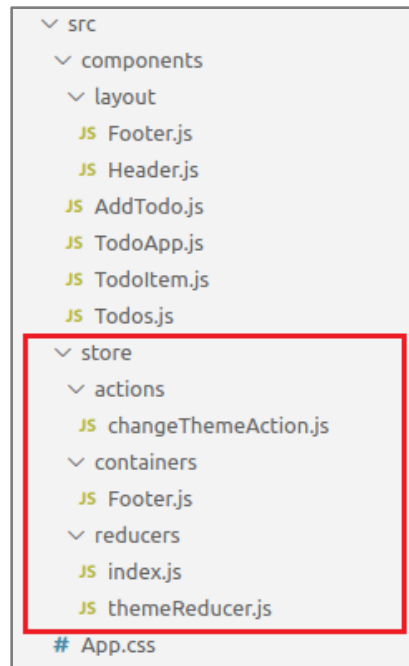 src
components
layout
JS Footer.js
JS Header.js
JS AddTodo.js
JS TodoApp.js
JS TodoItem.js
JS Todos.js
store
actions
JS changeThemeAction.js
containers
JS Footer.js
reducers
JS index.js
JS themeReducer.js
# App.css